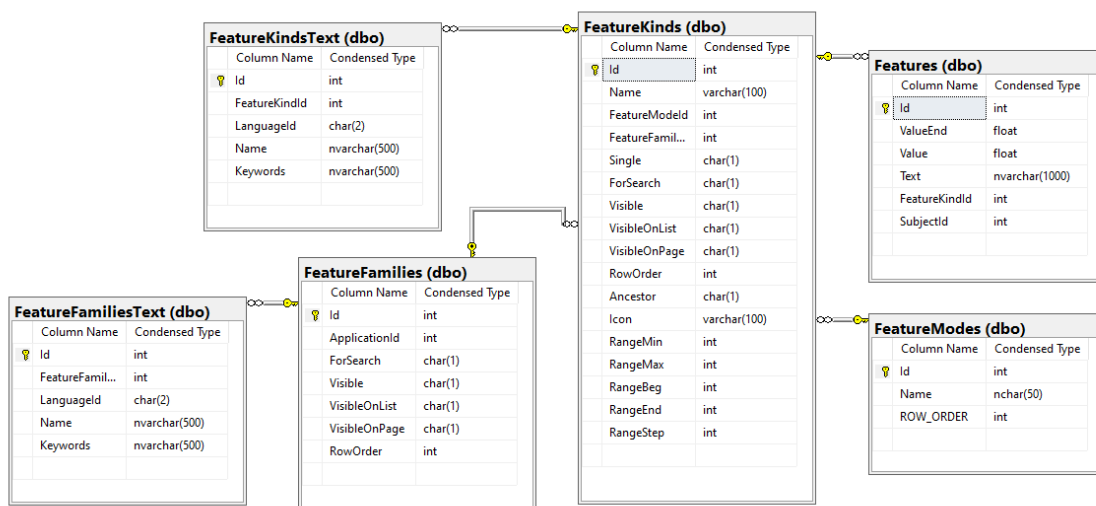 FeatureKindsText (dbo)
Column Name Condensed Type
Id int
FeatureKindId int
LanguageId char(2)
Name nvarchar(500)
Keywords nvarchar(500)
FeatureKinds (dbo)
Column Name Condensed Type
Id int
Name varchar(100)
FeatureModeId int
FeatureFamil... int
Single char(1)
ForSearch char(1)
Visible char(1)
VisibleOnList char(1)
VisibleOnPage char(1)
RowOrder int
Ancestor char(1)
Icon varchar(100)
RangeMin int
RangeMax int
RangeBeg int
RangeEnd int
RangeStep int
Features (dbo)
Column Name Condensed Type
Id int
ValueEnd float
Value float
Text nvarchar(1000)
FeatureKindId int
SubjectId int
FeatureFamiliesText (dbo)
Column Name Condensed Type
Id int
FeatureFamil... int
LanguageId char(2)
Name nvarchar(500)
Keywords nvarchar(500)
FeatureFamilies (dbo)
Column Name Condensed Type
Id int
ApplicationId int
ForSearch char(1)
Visible char(1)
VisibleOnList char(1)
VisibleOnPage char(1)
RowOrder int
FeatureModes (dbo)
Column Name Condensed Type
Id int
Name nchar(50)
ROW_ORDER int